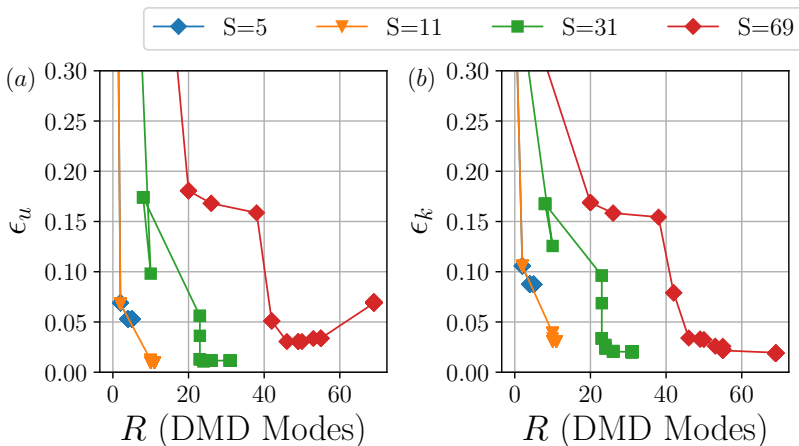 S=5 S=11 S=31 S=69
(a) (b)
0.30 0.30
0.25 0.25
0.20 0.20
0.15 0.15
0.10 0.10
0.05 0.05
0.00 0.00
ϵ_u ϵ_k
0 20 40 60 0 20 40 60
R (DMD Modes) R (DMD Modes)